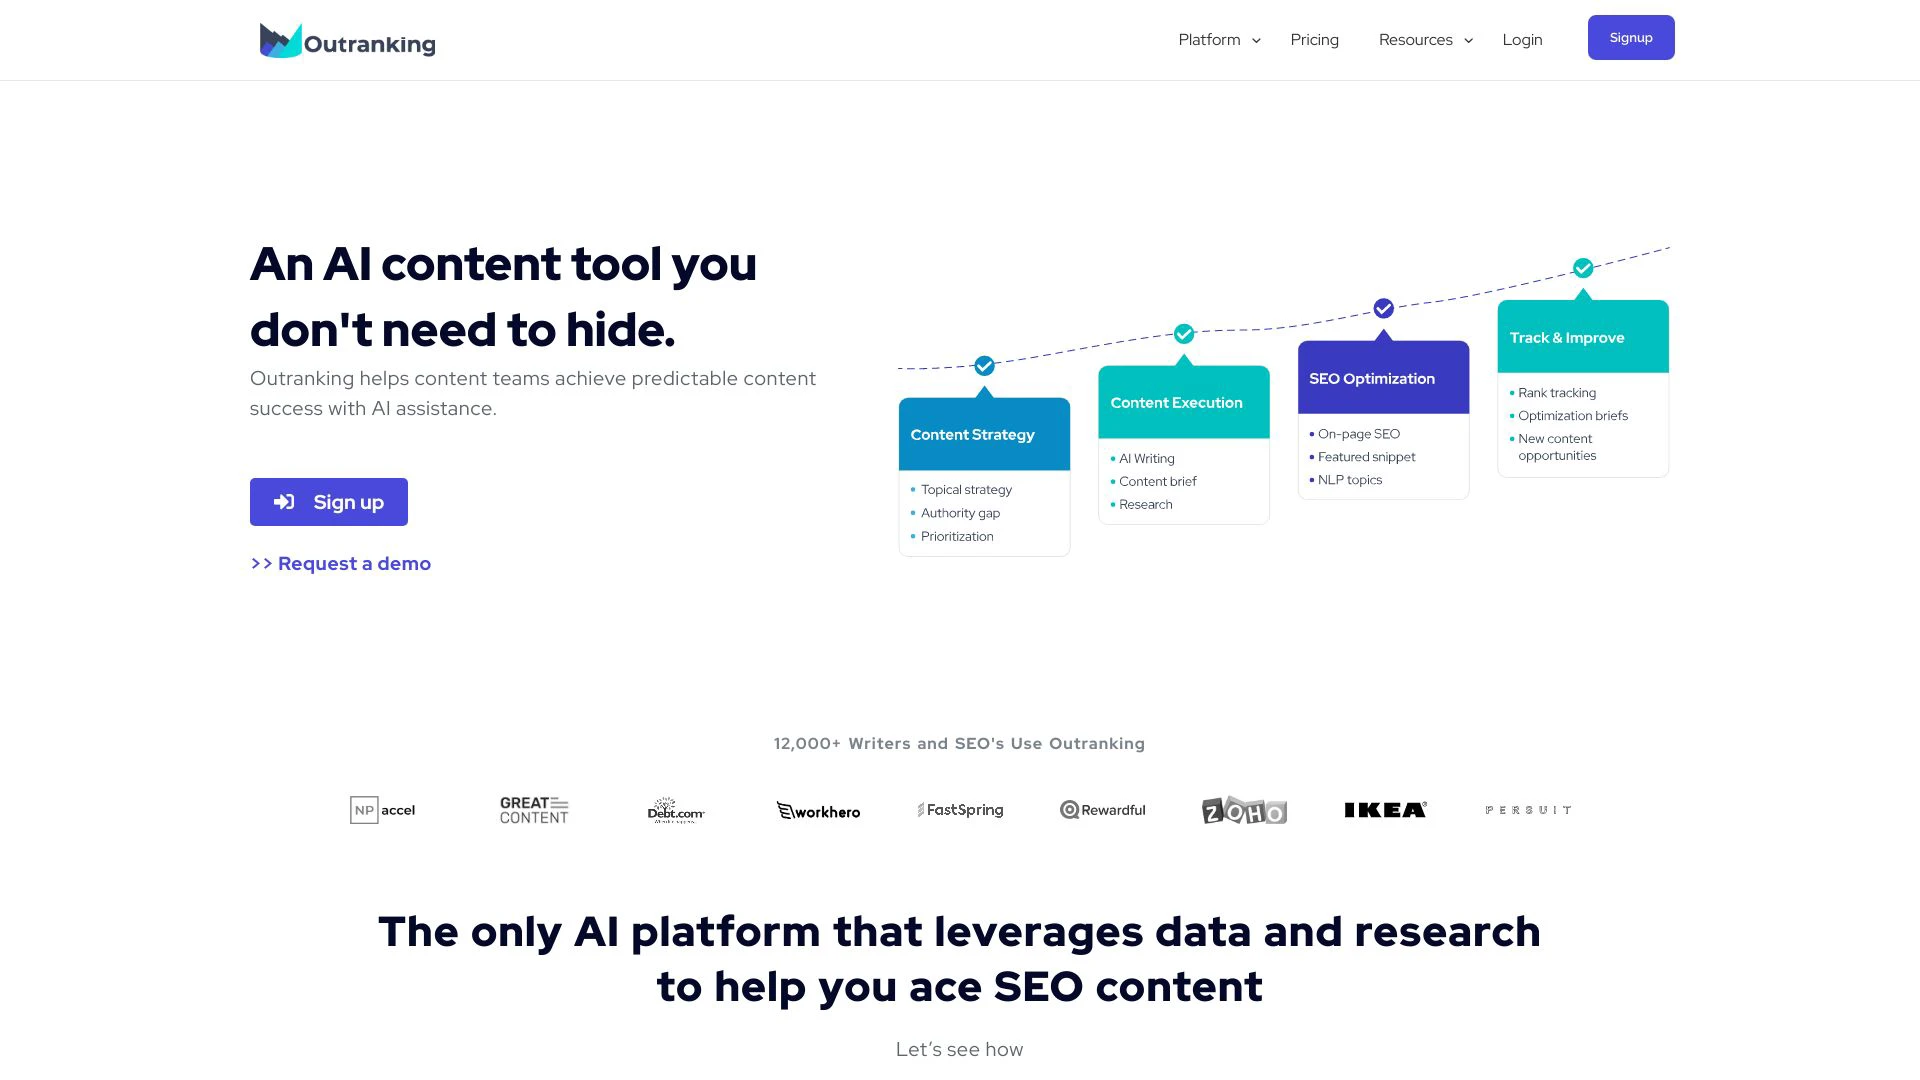 Outranking
Platform
Pricing
Resources
Login
Signup
An AI content tool you
don't need to hide.
Outranking helps content teams achieve predictable content
success with AI assistance.
Sign up
>> Request a demo
Content Strategy
Topical strategy
Authority gap
Prioritization
Content Execution
AI Writing
Content brief
Research
SEO Optimization
On-page SEO
Featured snippet
NLP topics
Track & Improve
Rank tracking
Optimization briefs
New content
opportunities
12,000+ Writers and SEO's Use Outranking
NP accel
GREAT
CONTENT
Debt.com
workhero
FastSpring
Rewardful
ZOHO
IKEA
PERSUIT
The only AI platform that leverages data and research
to help you ace SEO content
Let’s see how